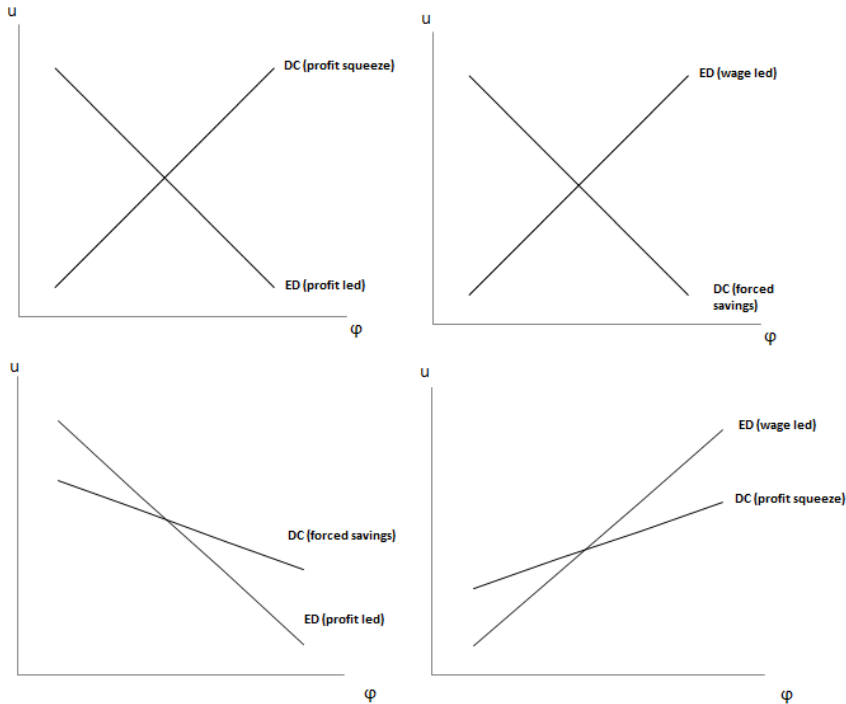 u
DC (profit squeeze)
ED (profit led)
φ
u
ED (wage led)
DC (forced
savings)
φ
u
DC (forced savings)
ED (profit led)
φ
u
ED (wage led)
DC (profit squeeze)
φ